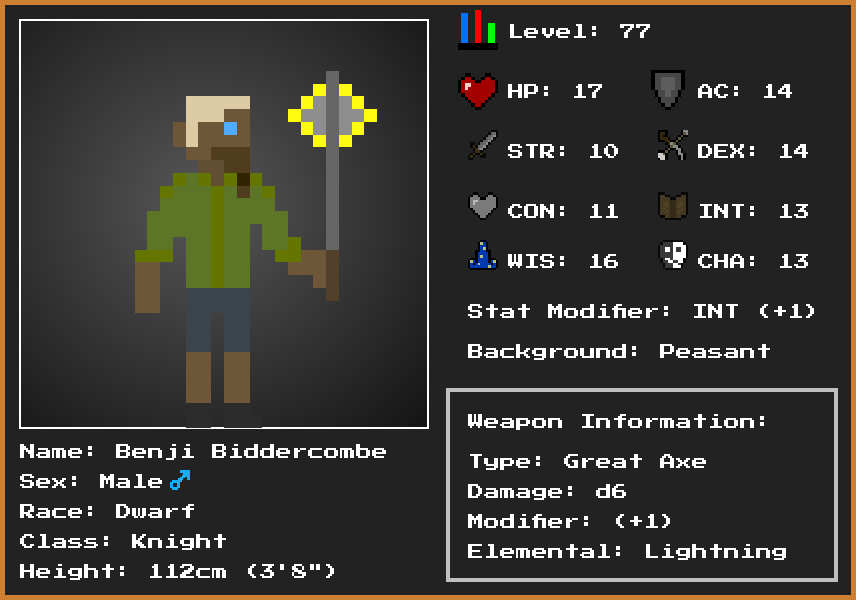 Level: 77
HP: 17
AC: 14
STR: 10
DEX: 14
CON: 11
INT: 13
WIS: 16
CHA: 13
Stat Modifier: INT (+1)
Background: Peasant
Weapon Information:
Type: Great Axe
Damage: d6
Modifier: (+1)
Elemental: Lightning
Name: Benji Biddercombe
Sex: Male ♂
Race: Dwarf
Class: Knight
Height: 112cm (3'8")